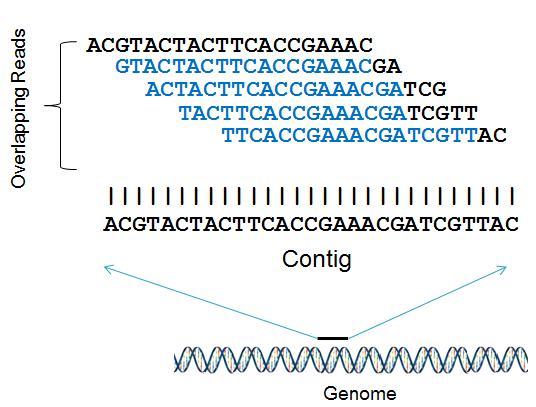 Overlapping Reads
ACGTACTACTTCACCGAAAC
GTACTACTTCACCGAAACGA
ACTACTTCACCGAAACGATCG
TACTTCACCGAAACGATCGTT
TTCACCGAAACGATCGTTAC
ACGTACTACTTCACCGAAACGATCGTTAC
Contig
Genome